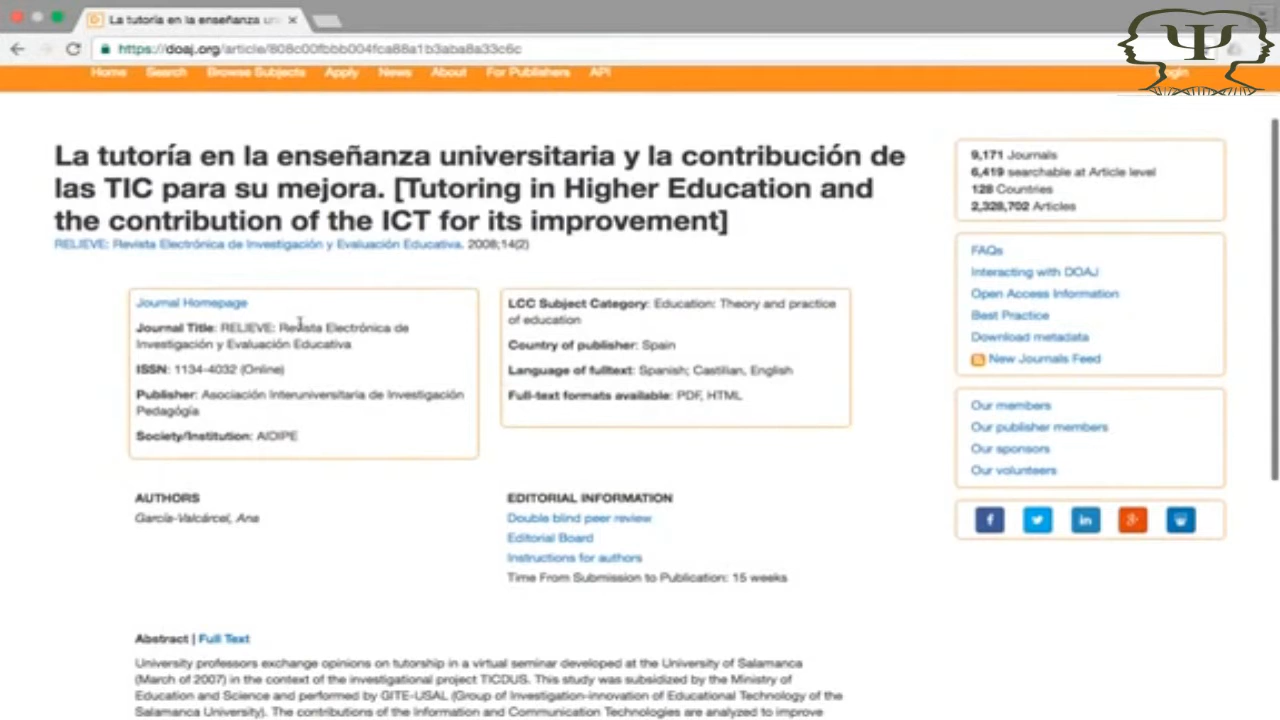 La tutoría en la enseñanza un
https://doaj.org/article/808c00fbbb004fca88a1b3aba8a33c6c
Home Search Browse Subjects Apply News About For Publishers API
Ψ
La tutoría en la enseñanza universitaria y la contribución de
las TIC para su mejora. [Tutoring in Higher Education and
the contribution of the ICT for its improvement]
RELIEVE: Revista Electrónica de Investigación y Evaluación Educativa. 2008;14(2)
Journal Homepage
Journal Title: RELIEVE: Revista Electrónica de
Investigación y Evaluación Educativa
ISSN: 1134-4032 (Online)
Publisher: Asociación Interuniversitaria de Investigación
Pedagógía
Society/Institution: AIDIPE
LCC Subject Category: Education: Theory and practice
of education
Country of publisher: Spain
Language of fulltext: Spanish; Castilian, English
Full-text formats available: PDF, HTML
AUTHORS
García-Valcárcel, Ana
EDITORIAL INFORMATION
Double blind peer review
Editorial Board
Instructions for authors
Time From Submission to Publication: 15 weeks
Abstract | Full Text
University professors exchange opinions on tutorship in a virtual seminar developed at the University of Salamanca
(March of 2007) in the context of the investigational project TICDUS. This study was subsidized by the Ministry of
Education and Science and performed by GITE-USAL (Group of Investigation-innovation of Educational Technology of the
Salamanca University). The contributions of the Information and Communication Technologies are analyzed to improve
9,171 Journals
6,419 searchable at Article level
128 Countries
2,328,702 Articles
FAQs
Interacting with DOAJ
Open Access Information
Best Practice
Download metadata
New Journals Feed
Our members
Our publisher members
Our sponsors
Our volunteers